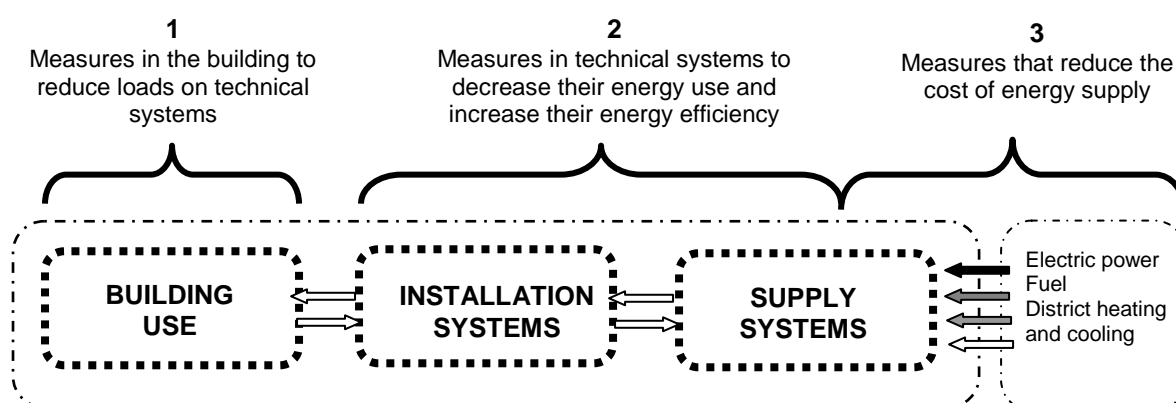 1
Measures in the building to
reduce loads on technical
systems
2
Measures in technical systems to
decrease their energy use and
increase their energy efficiency
3
Measures that reduce the
cost of energy supply
BUILDING
USE
INSTALLATION
SYSTEMS
SUPPLY
SYSTEMS
Electric power
Fuel
District heating
and cooling